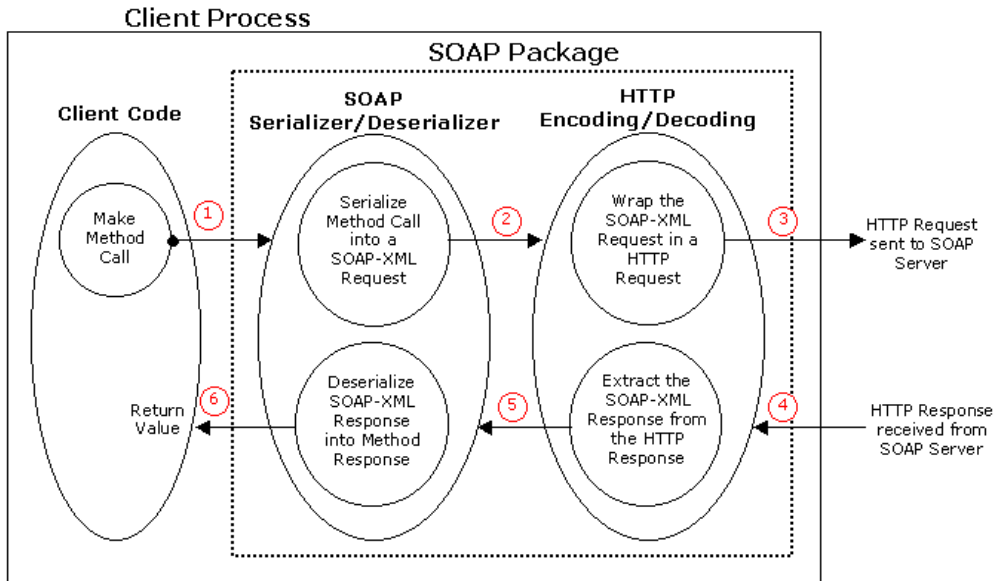 Client Process
SOAP Package
Client Code
SOAP
Serializer/Deserializer
HTTP
Encoding/Decoding
Make
Method
Call
1
Serialize
Method Call
into a
SOAP-XML
Request
2
Wrap the
SOAP-XML
Request in a
HTTP
Request
3
HTTP Request
sent to SOAP
Server
Return
Value
6
Deserialize
SOAP-XML
Response
into Method
Response
5
Extract the
SOAP-XML
Response from
the HTTP
Response
4
HTTP Response
received from
SOAP Server